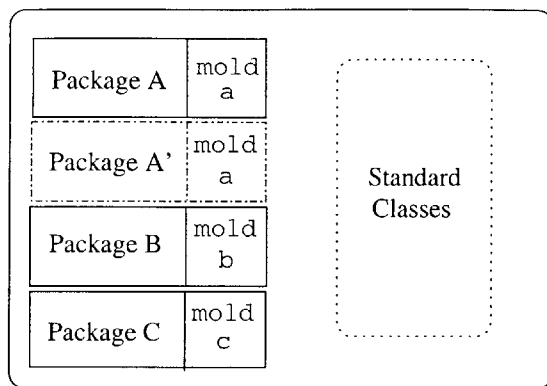 Package A
mold
a
Package A'
mold
a
Package B
mold
b
Package C
mold
c
Standard
Classes